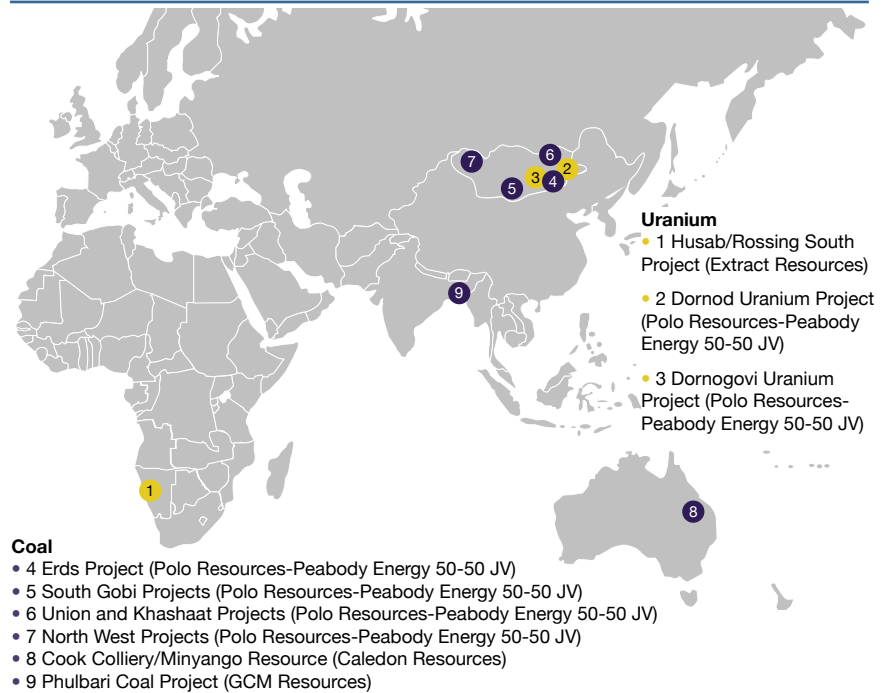 7
6
2
3
4
5
9
1
8
Uranium
• 1 Husab/Rossing South
Project (Extract Resources)
• 2 Dornod Uranium Project
(Polo Resources-Peabody
Energy 50-50 JV)
• 3 Dornogovi Uranium
Project (Polo Resources-
Peabody Energy 50-50 JV)
Coal
• 4 Erds Project (Polo Resources-Peabody Energy 50-50 JV)
• 5 South Gobi Projects (Polo Resources-Peabody Energy 50-50 JV)
• 6 Union and Khashaat Projects (Polo Resources-Peabody Energy 50-50 JV)
• 7 North West Projects (Polo Resources-Peabody Energy 50-50 JV)
• 8 Cook Colliery/Minyango Resource (Caledon Resources)
• 9 Phulbari Coal Project (GCM Resources)